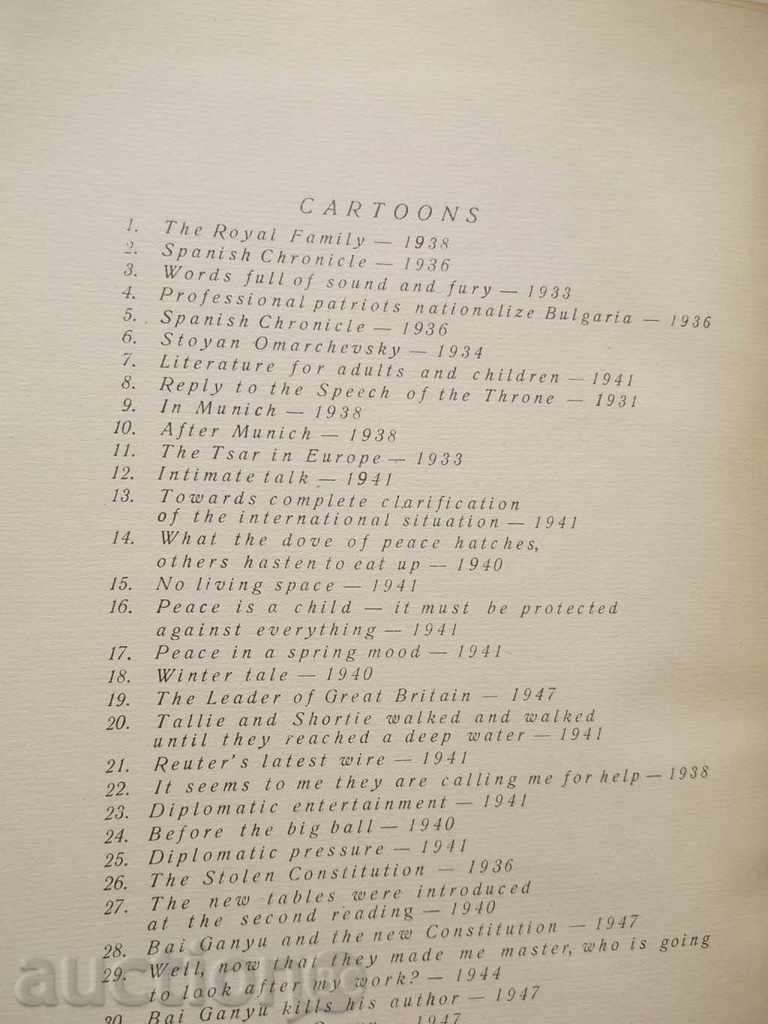 CARTOONS
1. The Royal Family — 1938
2. Spanish Chronicle — 1936
3. Words full of sound and fury — 1933
4. Professional patriots nationalize Bulgaria — 1936
5. Spanish Chronicle — 1936
6. Stoyan Omarchevsky — 1934
7. Literature for adults and children — 1941
8. Reply to the Speech of the Throne — 1931
9. In Munich — 1938
10. After Munich — 1938
11. The Tsar in Europe — 1933
12. Intimate talk — 1941
13. Towards complete clarification
of the international situation — 1941
14. What the dove of peace hatches,
others hasten to eat up — 1940
15. No living space — 1941
16. Peace is a child — it must be protected
against everything — 1941
17. Peace in a spring mood — 1941
18. Winter tale — 1940
19. The Leader of Great Britain — 1947
20. Tallie and Shortie walked and walked
until they reached a deep water — 1941
21. Reuter's latest wire — 1941
22. It seems to me they are calling me for help — 1938
23. Diplomatic entertainment — 1941
24. Before the big ball — 1940
25. Diplomatic pressure — 1941
26. The Stolen Constitution — 1936
27. The new tables were introduced
at the second reading — 1940
28. Bai Ganyu and the new Constitution — 1947
29. Well, now that they made me master, who is going
to look after my work? — 1944
30. Bai Ganyu kills his author — 1947
1947